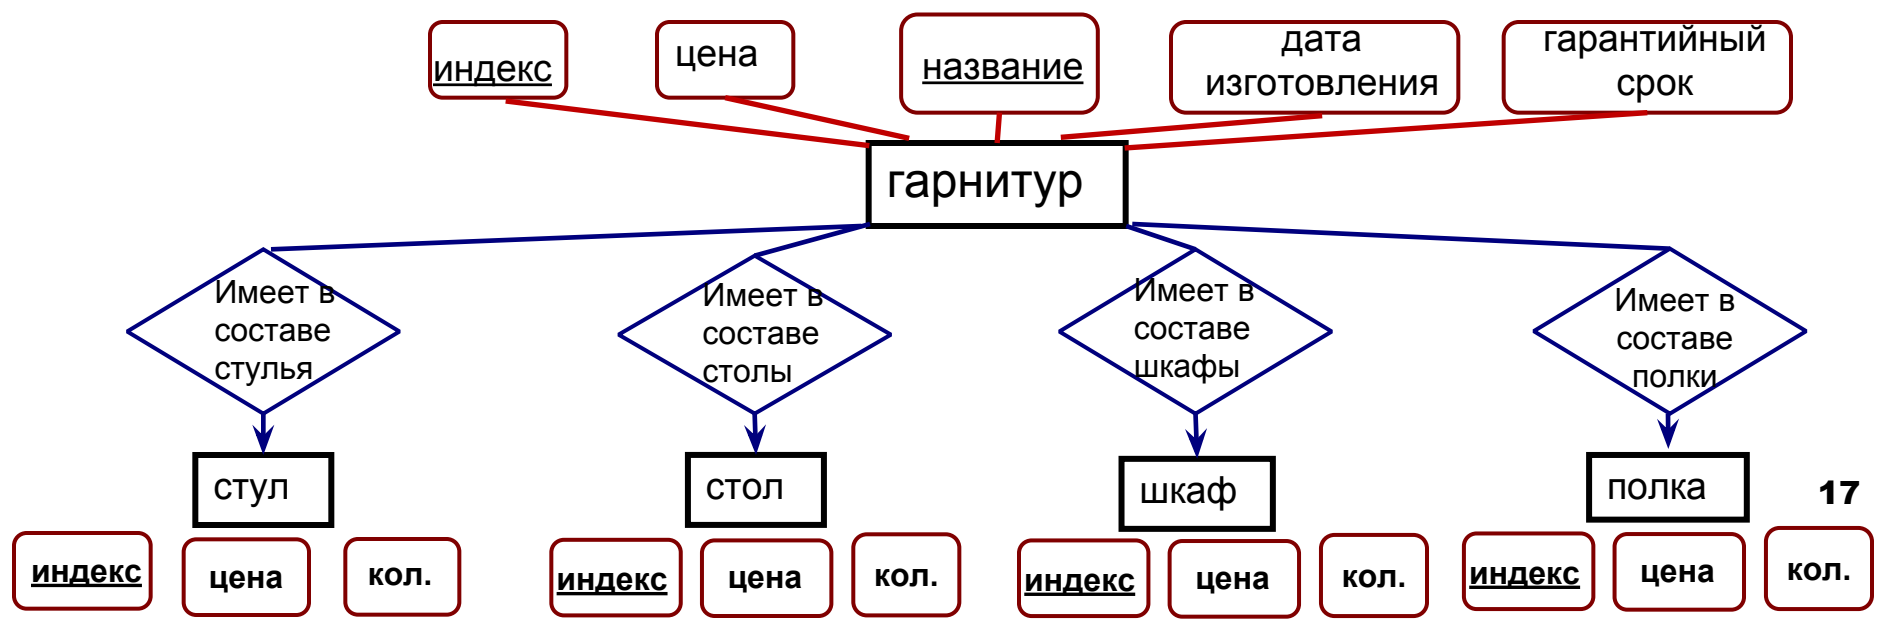 индекс
цена
название
дата
изготовления
гарантийный
срок
гарнитур
Имеет в
составе
стулья
Имеет в
составе
столы
Имеет в
составе
шкафы
Имеет в
составе
полки
стул
стол
шкаф
полка
17
индекс
цена
кол.
индекс
цена
кол.
индекс
цена
кол.
индекс
цена
кол.